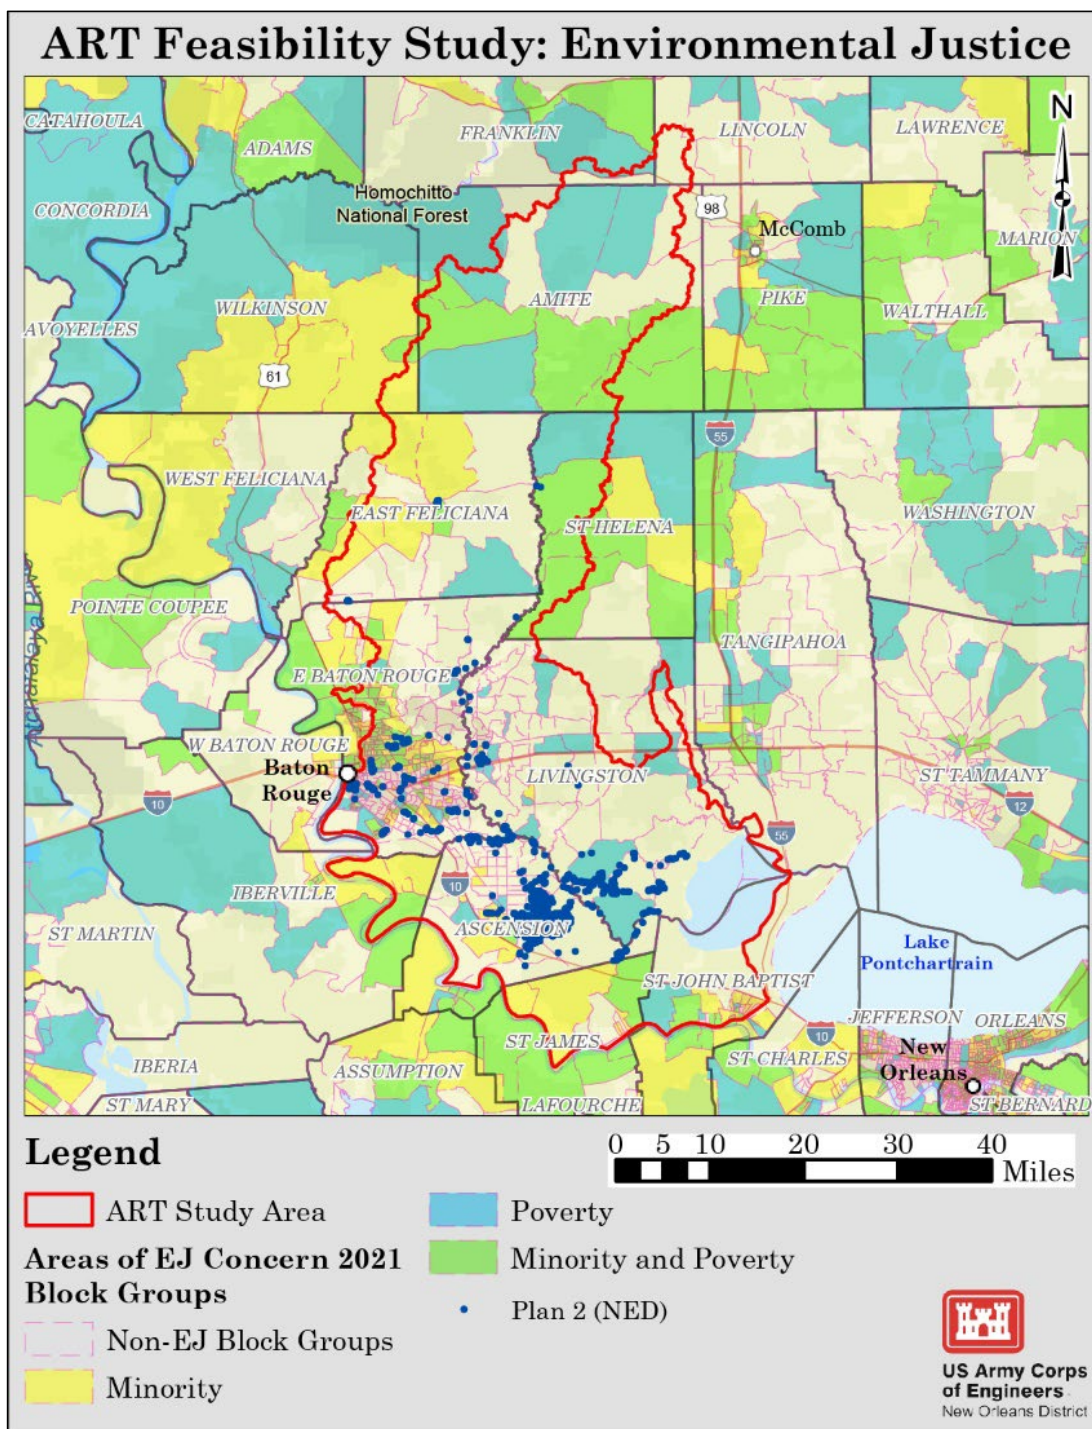 ART Feasibility Study: Environmental Justice
CATAHOULA
ADAMS
FRANKLIN
LINCOLN
LAWRENCE
N
CONCORDIA
Homochitto
National Forest
98
McComb
MARION
AVOYELLES
WILKINSON
AMITE
PIKE
WALTHALL
61
55
WEST FELICIANA
EAST FELICIANA
ST HELENA
WASHINGTON
POINTE COUPEE
TANGIPAHOA
E BATON ROUGE
W BATON ROUGE
Baton
Rouge
LIVINGSTON
ST TAMMANY
10
12
55
IBERVILLE
10
ST MARTIN
ASCENSION
Lake
Pontchartrain
ST JOHN BAPTIST
JEFFERSON
ORLEANS
ST JAMES
10
IBERIA
ASSUMPTION
ST CHARLES
New
Orleans
ST MARY
LAFOURCHE
ST BERNARD
Legend
0 5 10 20 30 40
Miles
ART Study Area
Poverty
Areas of EJ Concern 2021
Block Groups
Minority and Poverty
Plan 2 (NED)
Non-EJ Block Groups
Minority
US Army Corps
of Engineers
New Orleans District